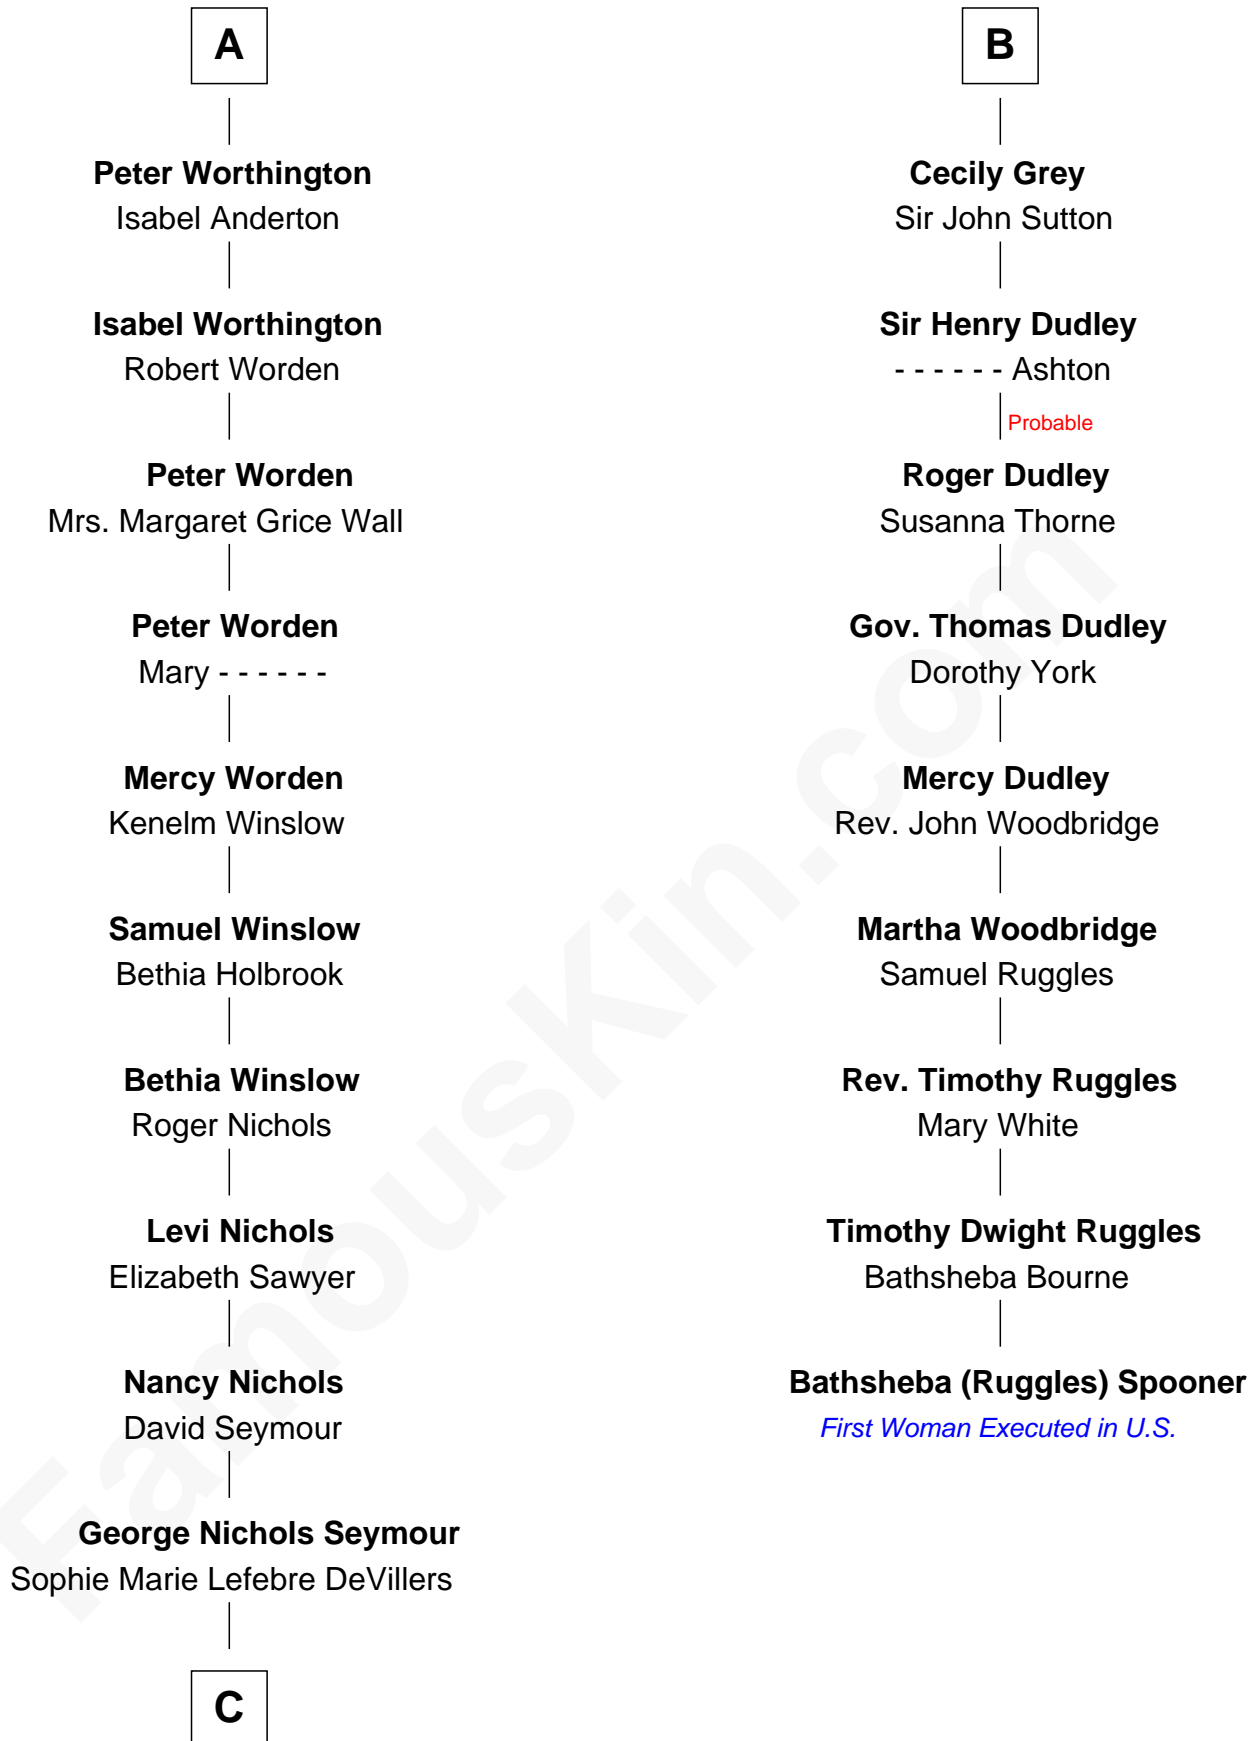 A
Peter Worthington
Isabel Anderton
Isabel Worthington
Robert Worden
Peter Worden
Mrs. Margaret Grice Wall
Peter Worden
Mary - - - - - -
Mercy Worden
Kenelm Winslow
Samuel Winslow
Bethia Holbrook
Bethia Winslow
Roger Nichols
Levi Nichols
Elizabeth Sawyer
Nancy Nichols
David Seymour
George Nichols Seymour
Sophie Marie Lefebre DeVillers
C
B
Cecily Grey
Sir John Sutton
Sir Henry Dudley
- - - - - - Ashton
Probable
Roger Dudley
Susanna Thorne
Gov. Thomas Dudley
Dorothy York
Mercy Dudley
Rev. John Woodbridge
Martha Woodbridge
Samuel Ruggles
Rev. Timothy Ruggles
Mary White
Timothy Dwight Ruggles
Bathsheba Bourne
Bathsheba (Ruggles) Spooner
First Woman Executed in U.S.
FamousKin.com